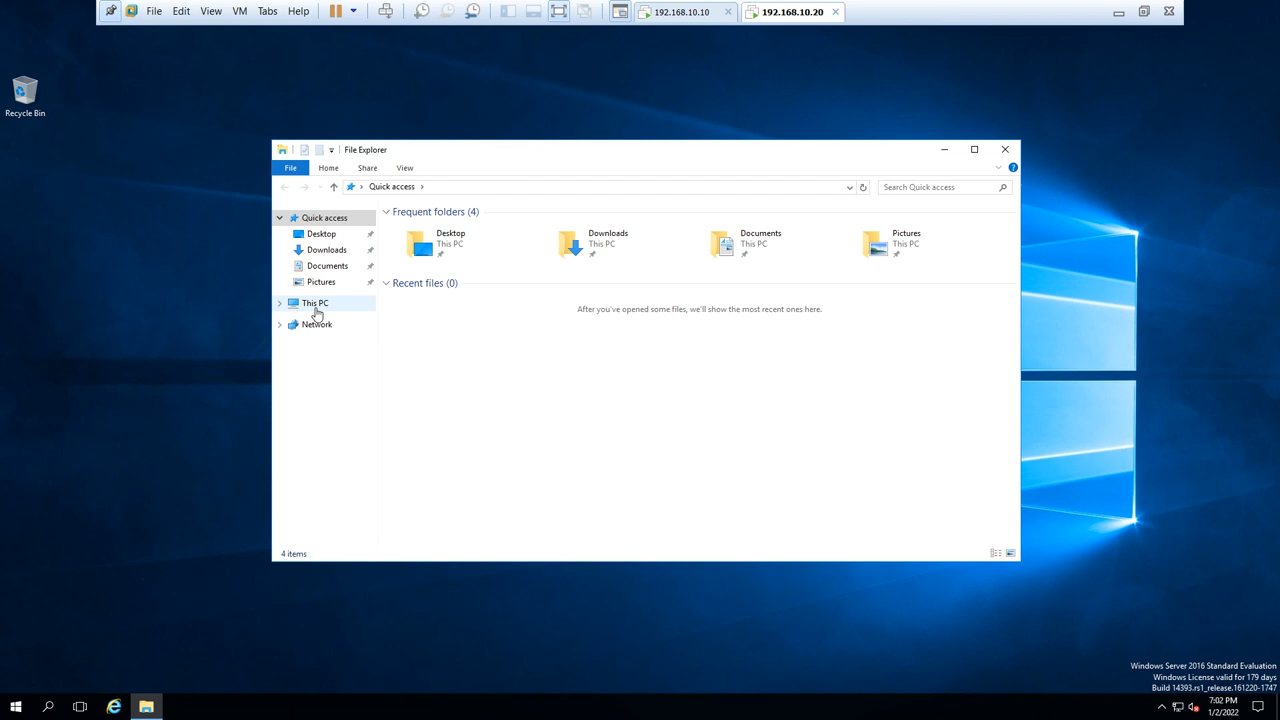 File Edit View VM Tabs Help 192.168.10.10 192.168.10.20
Recycle Bin
File Explorer
File Home Share View
Quick access
Search Quick access
Quick access
Desktop
Downloads
Documents
Pictures
This PC
Network
Frequent folders (4)
Desktop
This PC
Downloads
This PC
Documents
This PC
Pictures
This PC
Recent files (0)
After you've opened some files, we'll show the most recent ones here.
4 items
Windows Server 2016 Standard Evaluation
Windows License valid for 179 days
Build 14393.rs1_release.161220-1747
7:02 PM
1/2/2022